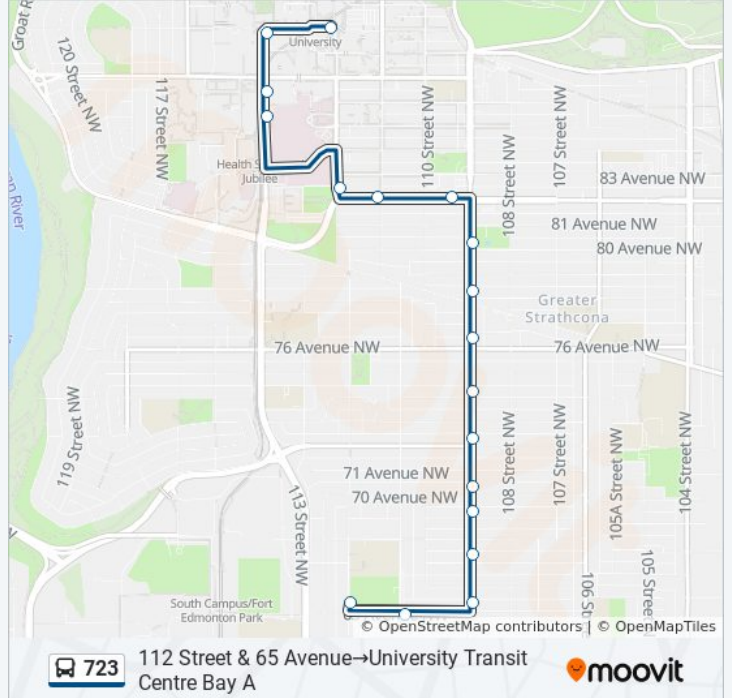 Groat R
120 Street NW
117 Street NW
University
110 Street NW
108 Street NW
107 Street NW
Health S
Jubilee
83 Avenue NW
81 Avenue NW
80 Avenue NW
River
Greater
Strathcona
76 Avenue NW
76 Avenue NW
119 Street NW
71 Avenue NW
70 Avenue NW
113 Street NW
108 Street NW
107 Street NW
105A Street NW
104 Street NW
106 St
105 Street N
South Campus/Fort
Edmonton Park
© OpenStreetMap contributors | © OpenMapTiles
723
112 Street & 65 Avenue→University Transit
Centre Bay A
moovit